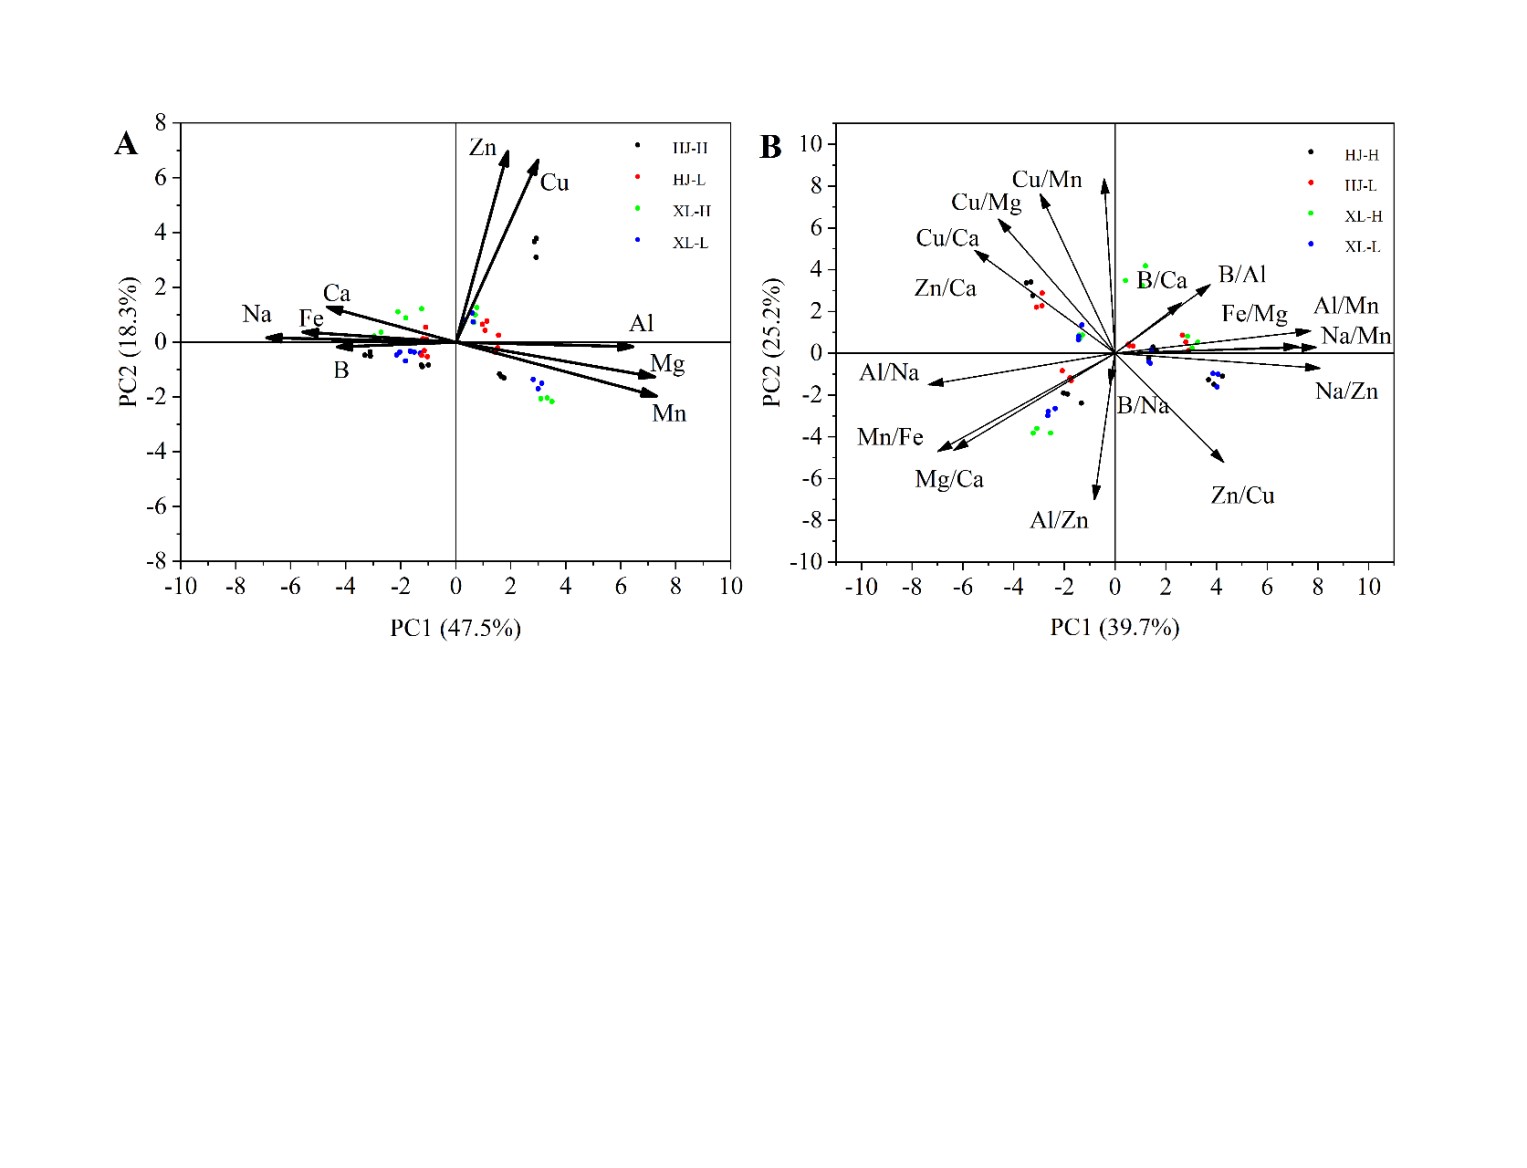 A
8
6
4
2
0
-2
-4
-6
-8
PC2 (18.3%)
-10 -8 -6 -4 -2 0 2 4 6 8 10
PC1 (47.5%)
Zn
Cu
Ca
Na
Fe
B
Al
Mg
Mn
HJ-H
HJ-L
XL-H
XL-L
B
10
8
6
4
2
0
-2
-4
-6
-8
-10
PC2 (25.2%)
-10 -8 -6 -4 -2 0 2 4 6 8 10
PC1 (39.7%)
Cu/Mn
Cu/Mg
Cu/Ca
Zn/Ca
B/Ca
B/Al
Fe/Mg
Al/Mn
Na/Mn
Al/Na
Na/Zn
B/Na
Mn/Fe
Mg/Ca
Zn/Cu
Al/Zn
HJ-H
HJ-L
XL-H
XL-L